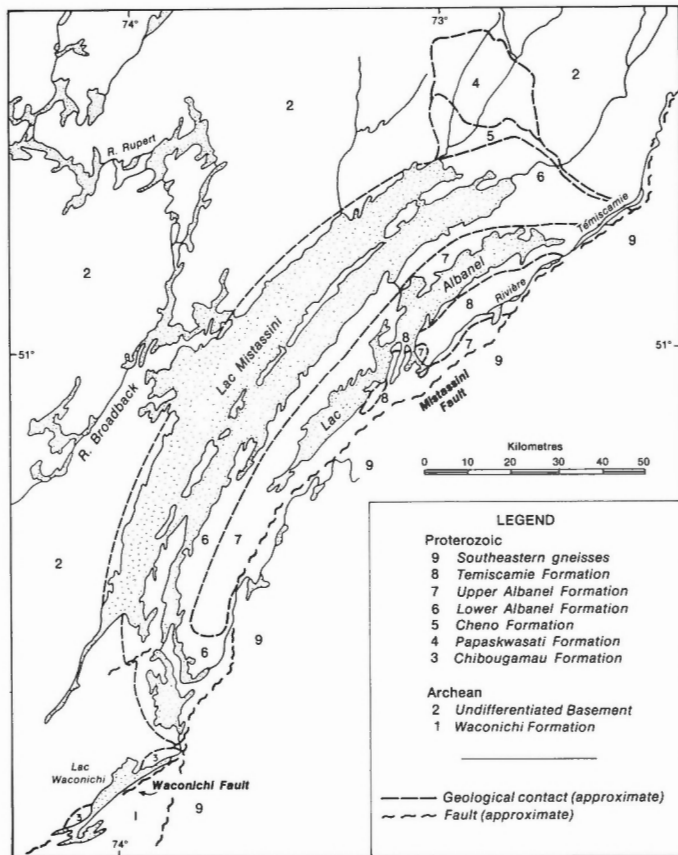 74°
73°
2
4
2
5
R. Rupert
6
Témiscamie
9
7
Albanel
2
8
Rivière
Lac Mistassini
51°
8
7
7
9
51°
R. Broadback
Lac
8
Mistassini
Fault
Kilometres
0 10 20 30 40 50
9
6
7
2
9
6
LEGEND
Proterozoic
9 Southeastern gneisses
8 Temiscamie Formation
7 Upper Albanel Formation
6 Lower Albanel Formation
5 Cheno Formation
4 Papaskwasati Formation
3 Chibougamau Formation
Archean
2 Undifferentiated Basement
1 Waconichi Formation
Geological contact (approximate)
Fault (approximate)
Lac
Waconichi
3
Waconichi Fault
3
1
9
74°